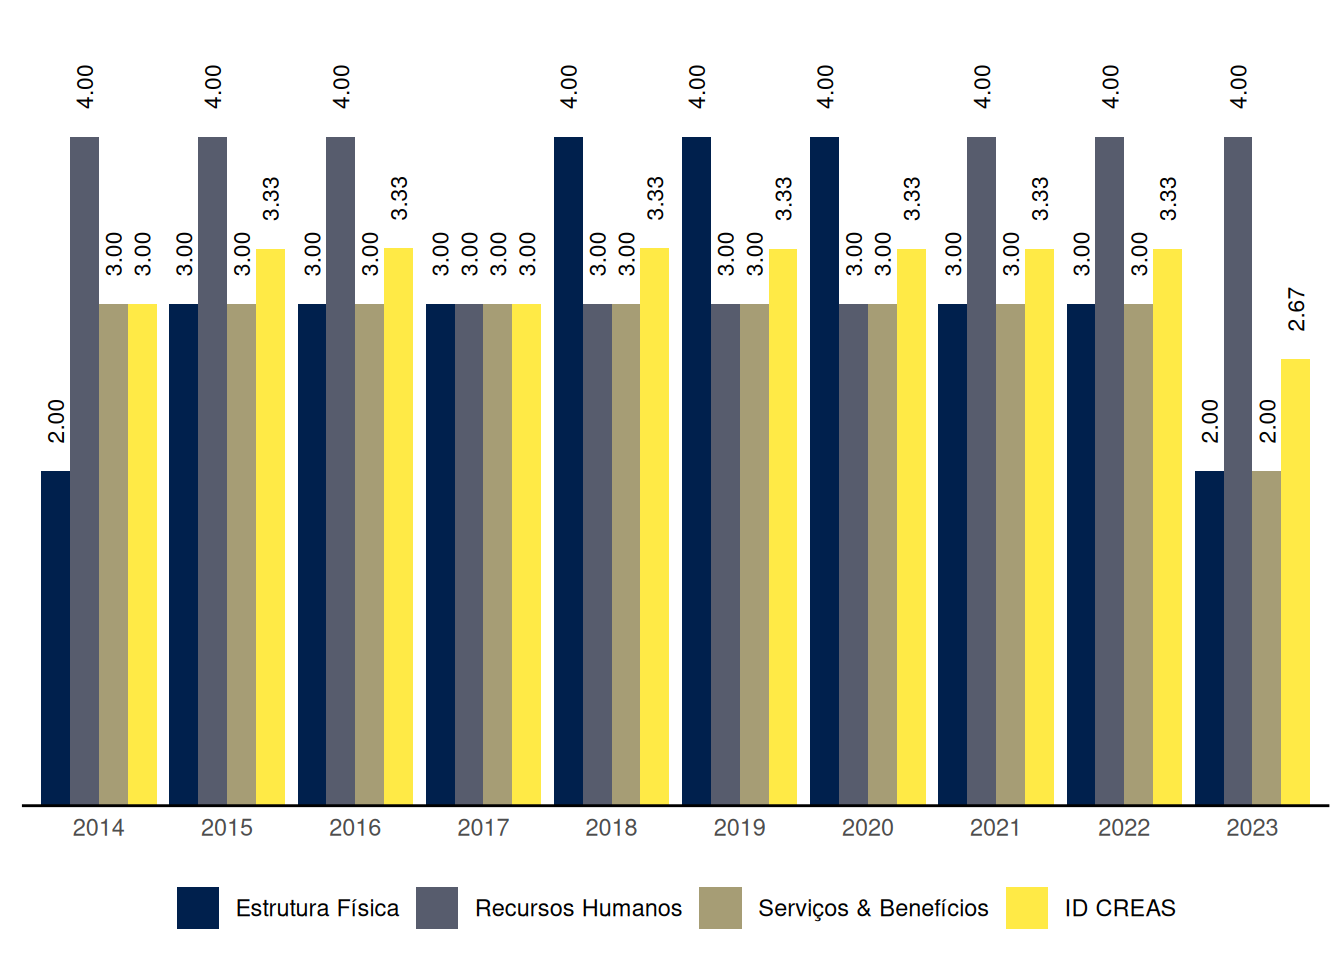 4.00 4.00 4.00 4.00 4.00 4.00 4.00 4.00 4.00
3.33 3.33 3.33 3.33 3.33 3.33 3.33
3.00 3.00 3.00 3.00 3.00 3.00 3.00 3.00 3.00 3.00 3.00 3.00 3.00 3.00 3.00 3.00 3.00 3.00 3.00 3.00
2.67
2.00 2.00 2.00
2014 2015 2016 2017 2018 2019 2020 2021 2022 2023
Estrutura Física Recursos Humanos Serviços & Benefícios ID CREAS